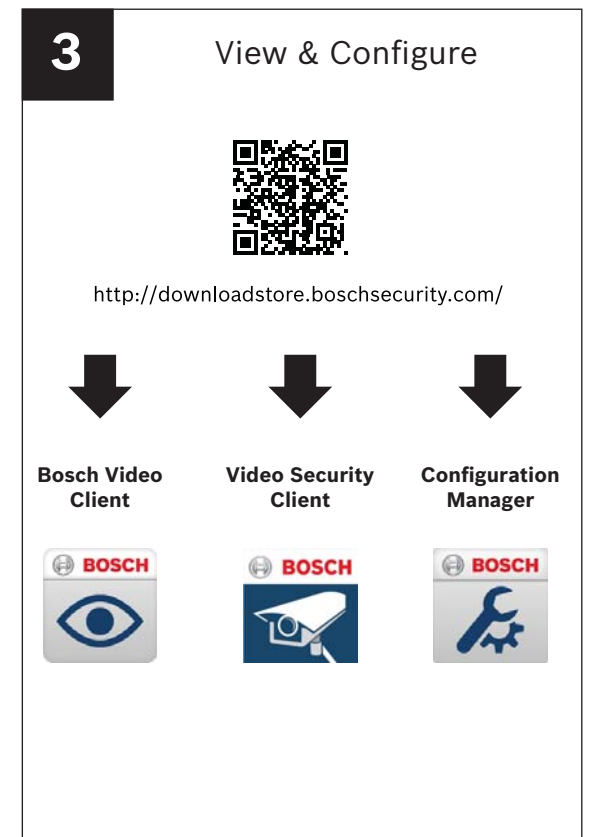 3
View & Configure
http://downloadstore.boschsecurity.com/
Bosch Video
Client
Video Security
Client
Configuration
Manager
BOSCH
BOSCH
BOSCH